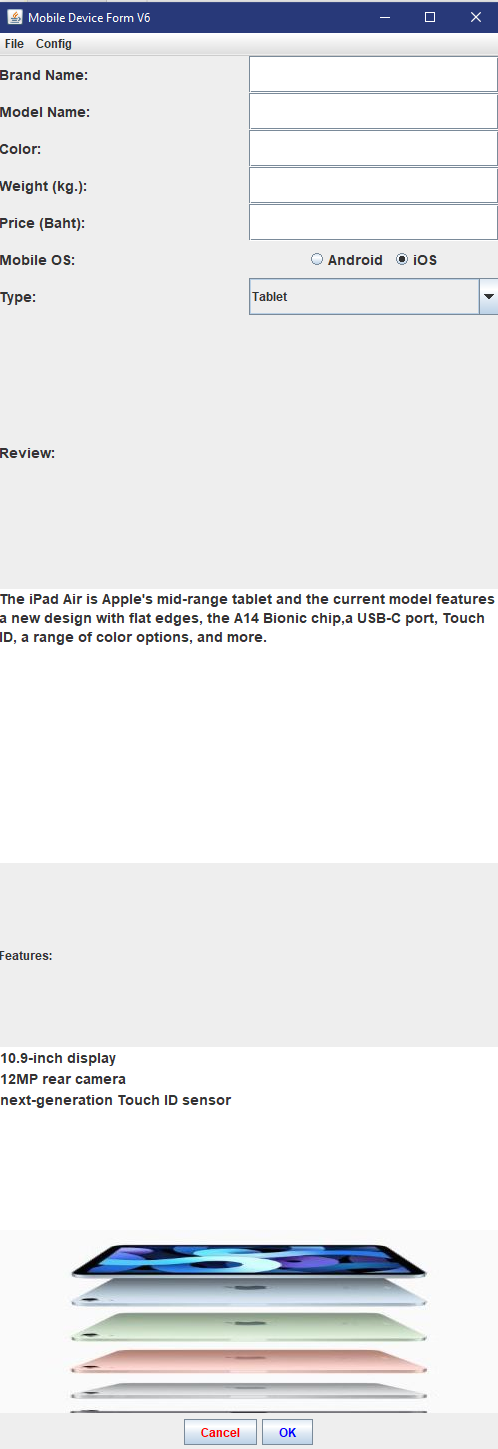 Mobile Device Form V6
File Config
Brand Name:
Model Name:
Color:
Weight (kg.):
Price (Baht):
Mobile OS: Android iOS
Type: Tablet
Review:
The iPad Air is Apple's mid-range tablet and the current model features
a new design with flat edges, the A14 Bionic chip,a USB-C port, Touch
ID, a range of color options, and more.
Features:
10.9-inch display
12MP rear camera
next-generation Touch ID sensor
Cancel OK